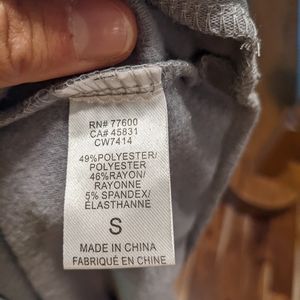 RN# 77600
CA# 45831
CW7414
49%POLYESTER/
POLYESTER
46%RAYON/
RAYONNE
5% SPANDEX/
ÉLASTHANNE
S
MADE IN CHINA
FABRIQUÉ EN CHINE